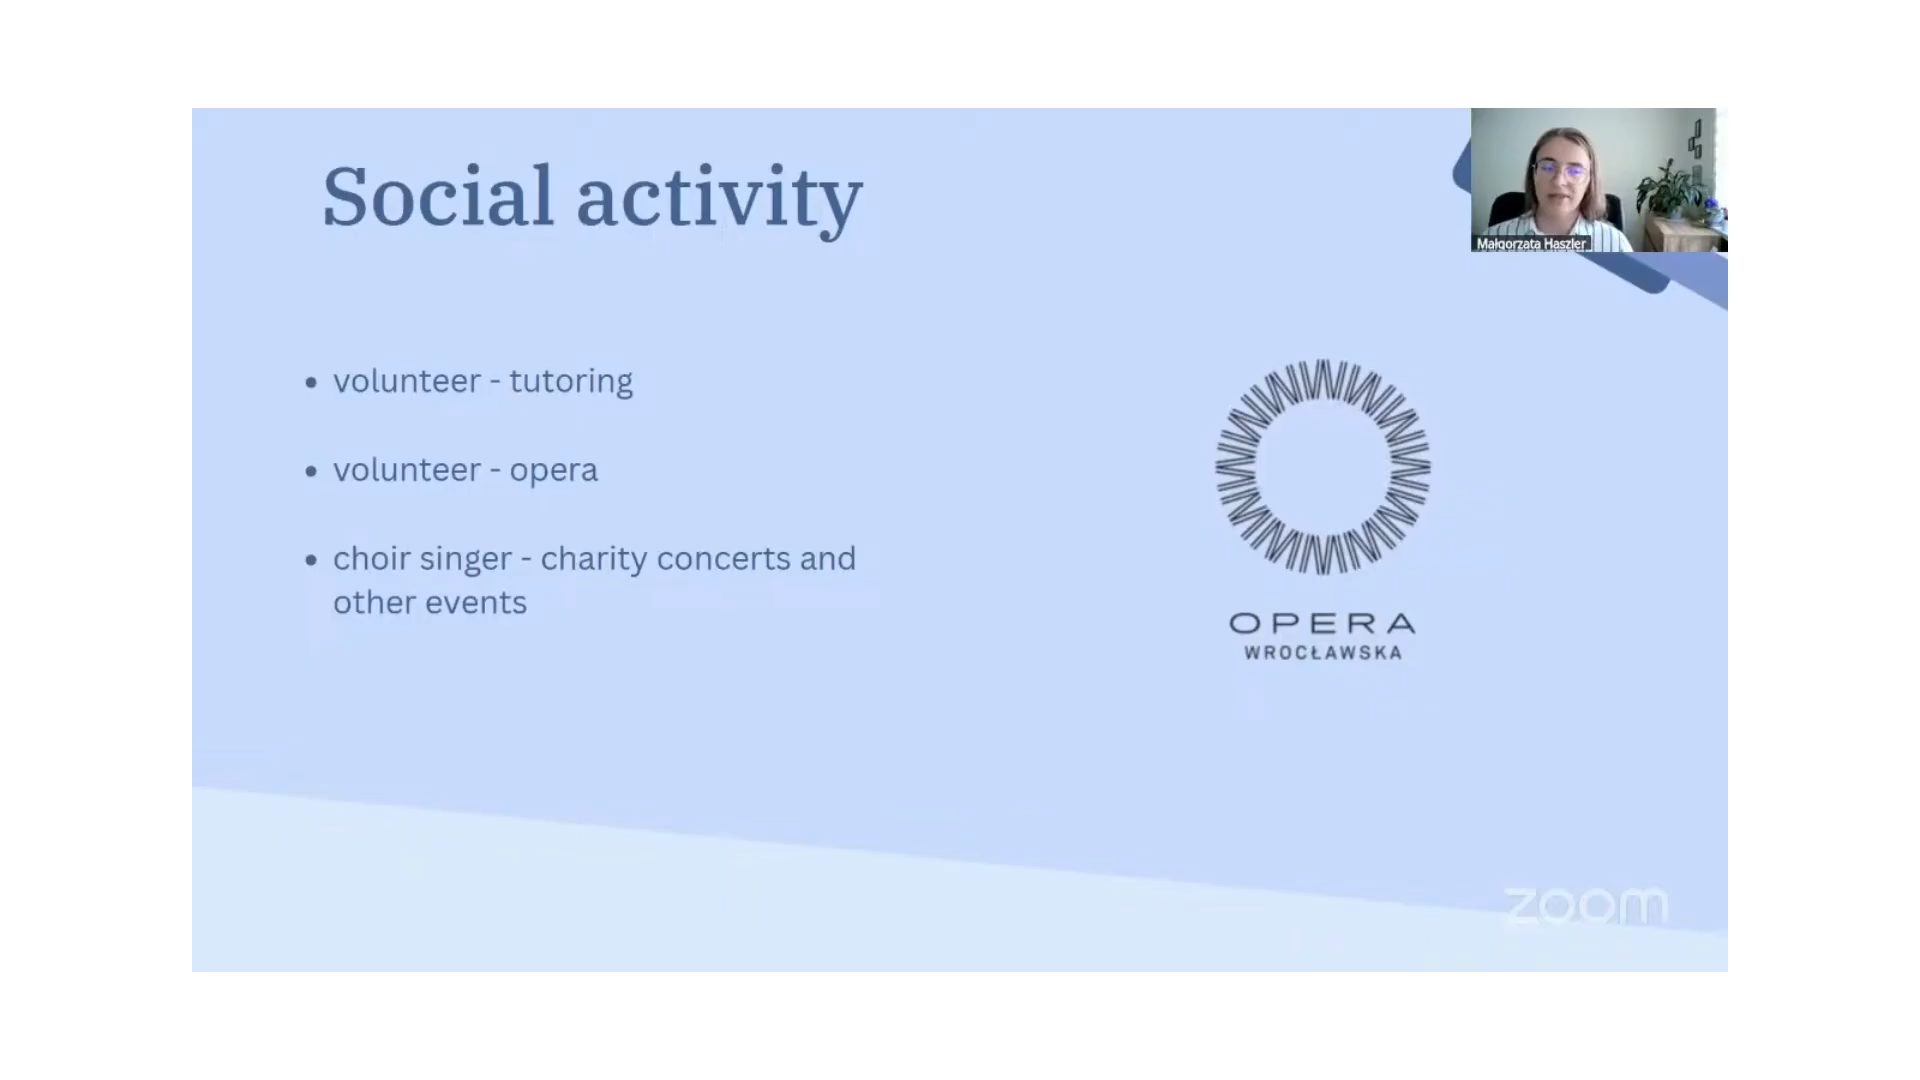 Social activity
Małgorzata Haszler
volunteer - tutoring
volunteer - opera
choir singer - charity concerts and
other events
OPERA
WROCŁAWSKA
zoom